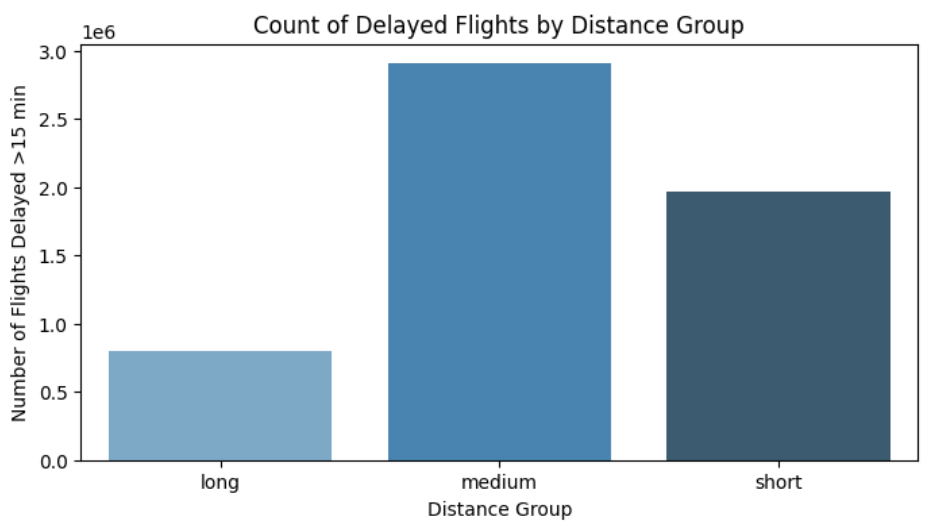 Count of Delayed Flights by Distance Group
1e6
Number of Flights Delayed >15 min
3.0
2.5
2.0
1.5
1.0
0.5
0.0
long medium short
Distance Group